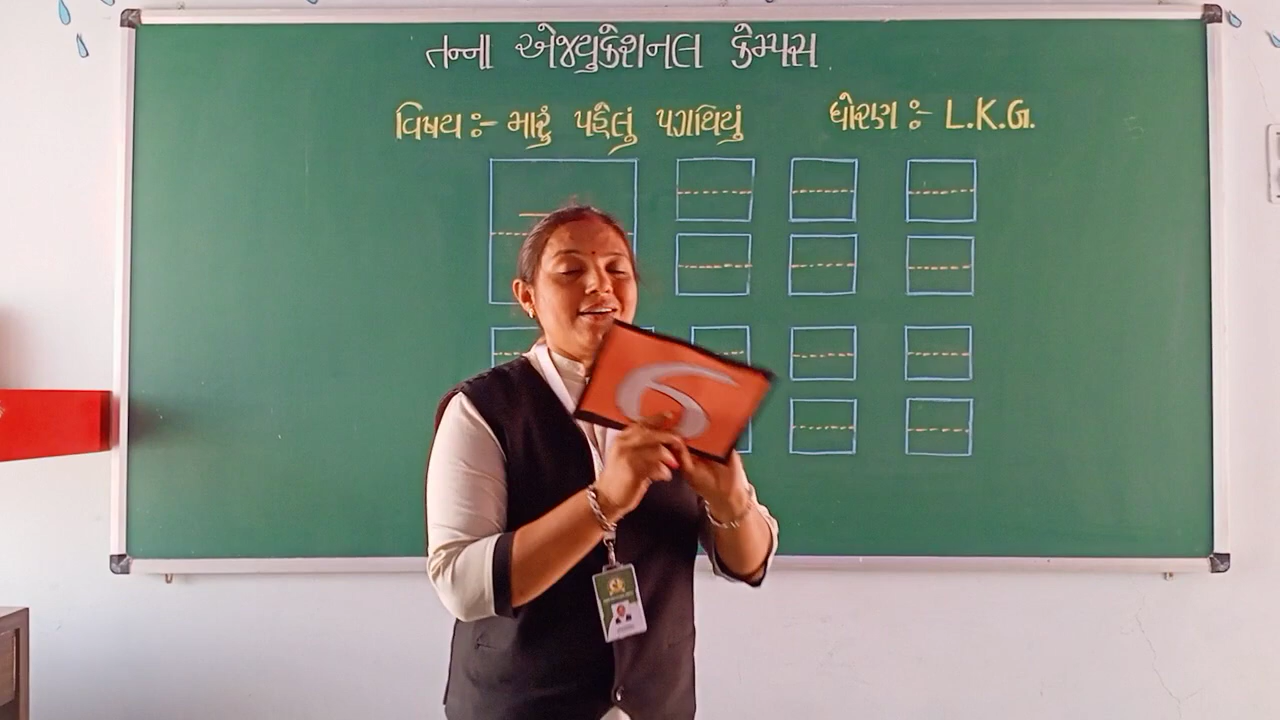 તન્ના એજ્યુકેશનલ કેમ્પસ
વિષય :- મારું પહેલું પગથિયું ધોરણ :- L.K.G.